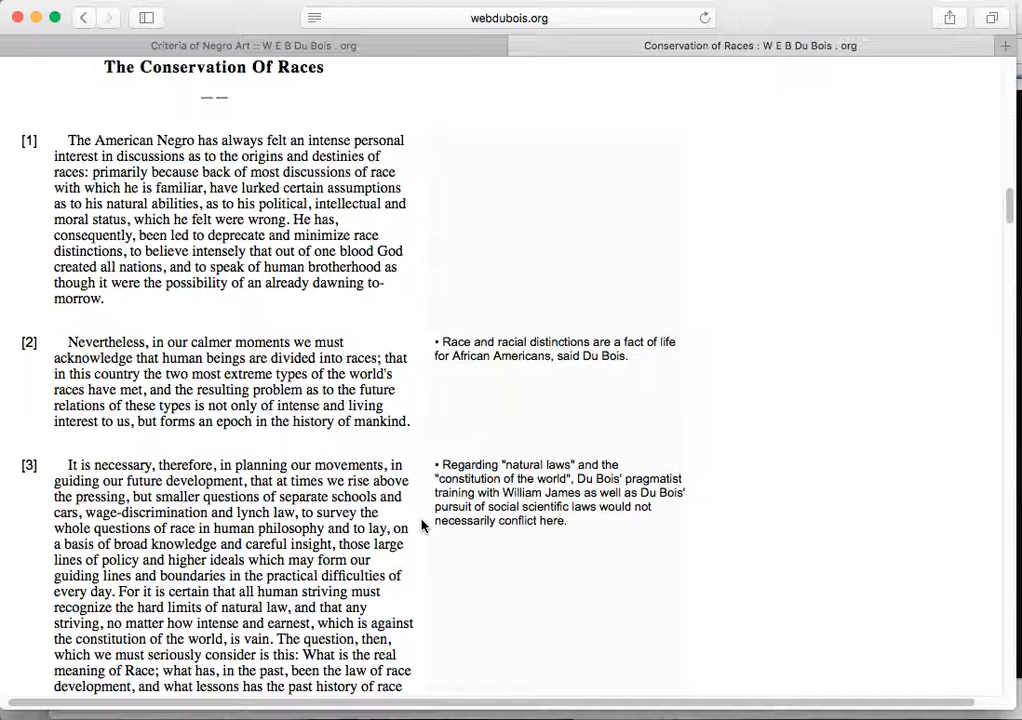 webdubois.org
Criteria of Negro Art :: W E B Du Bois . org
Conservation of Races : W E B Du Bois . org
The Conservation Of Races
[1] The American Negro has always felt an intense personal
interest in discussions as to the origins and destinies of
races: primarily because back of most discussions of race
with which he is familiar, have lurked certain assumptions
as to his natural abilities, as to his political, intellectual and
moral status, which he felt were wrong. He has,
consequently, been led to deprecate and minimize race
distinctions, to believe intensely that out of one blood God
created all nations, and to speak of human brotherhood as
though it were the possibility of an already dawning to-
morrow.
[2] Nevertheless, in our calmer moments we must
acknowledge that human beings are divided into races; that
in this country the two most extreme types of the world's
races have met, and the resulting problem as to the future
relations of these types is not only of intense and living
interest to us, but forms an epoch in the history of mankind.
• Race and racial distinctions are a fact of life
for African Americans, said Du Bois.
[3] It is necessary, therefore, in planning our movements, in
guiding our future development, that at times we rise above
the pressing, but smaller questions of separate schools and
cars, wage-discrimination and lynch law, to survey the
whole questions of race in human philosophy and to lay, on
a basis of broad knowledge and careful insight, those large
lines of policy and higher ideals which may form our
guiding lines and boundaries in the practical difficulties of
every day. For it is certain that all human striving must
recognize the hard limits of natural law, and that any
striving, no matter how intense and earnest, which is against
the constitution of the world, is vain. The question, then,
which we must seriously consider is this: What is the real
meaning of Race; what has, in the past, been the law of race
development, and what lessons has the past history of race
• Regarding "natural laws" and the
"constitution of the world", Du Bois' pragmatist
training with William James as well as Du Bois'
pursuit of social scientific laws would not
necessarily conflict here.